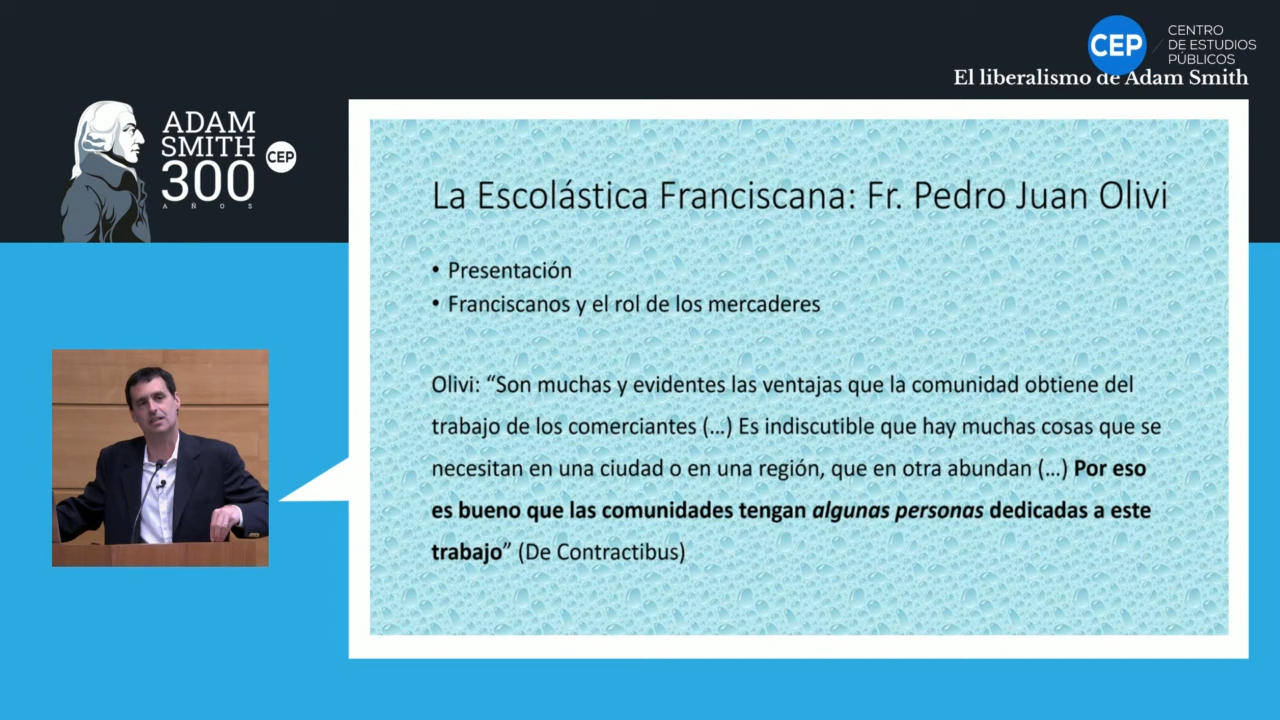 CEP
CENTRO
DE ESTUDIOS
PÚBLICOS
El liberalismo de Adam Smith
ADAM
SMITH
300
AÑOS
CEP
La Escolástica Franciscana: Fr. Pedro Juan Olivi
• Presentación
• Franciscanos y el rol de los mercaderes
Olivi: “Son muchas y evidentes las ventajas que la comunidad obtiene del
trabajo de los comerciantes (…) Es indiscutible que hay muchas cosas que se
necesitan en una ciudad o en una región, que en otra abundan (…) Por eso
es bueno que las comunidades tengan algunas personas dedicadas a este
trabajo” (De Contractibus)